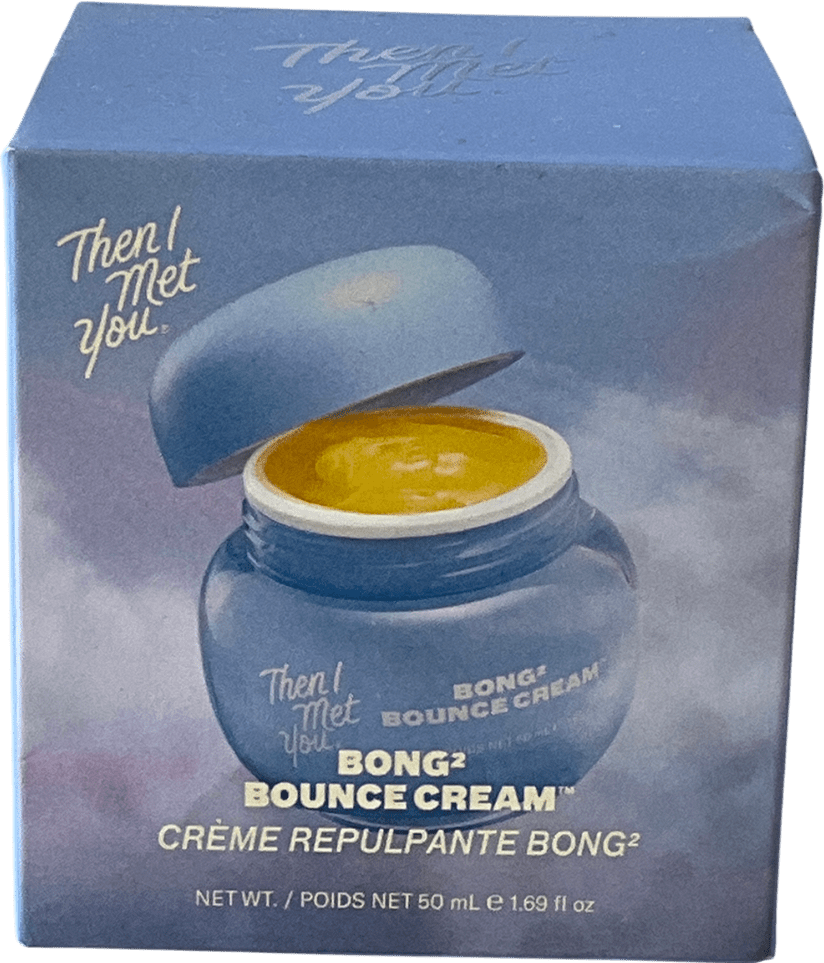 Then I
Met
You.
Then I
Met
You.
Then I
Met
You.
BONG²
BOUNCE CREAM™
BONG²
BOUNCE CREAM™
CRÈME REPULPANTE BONG²
NET WT. / POIDS NET 50 mL ℮ 1.69 fl oz